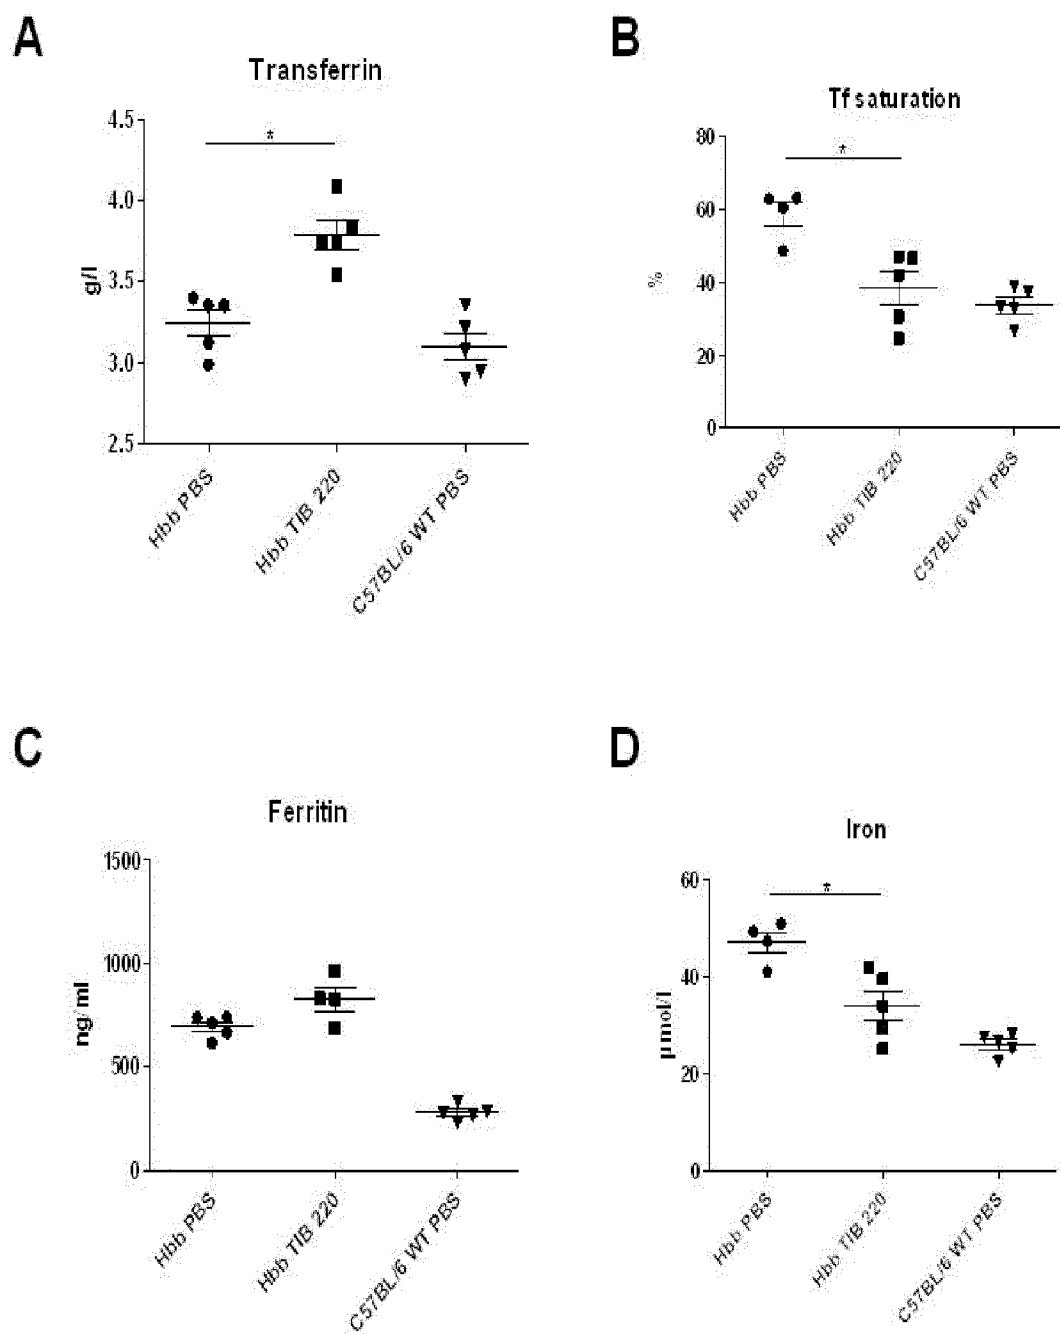 A
Transferrin
4.5
*
4.0
3.5
3.0
2.5
g/l
Hbb PBS
Hbb TIB 220
C57BL/6 WT PBS
B
Tf saturation
80
*
60
40
20
0
%
Hbb PBS
Hbb TIB 220
C57BL/6 WT PBS
C
Ferritin
1500
1000
500
0
ng/ml
Hbb PBS
Hbb TIB 220
C57BL/6 WT PBS
D
Iron
60
*
40
20
0
µmol/l
Hbb PBS
Hbb TIB 220
C57BL/6 WT PBS